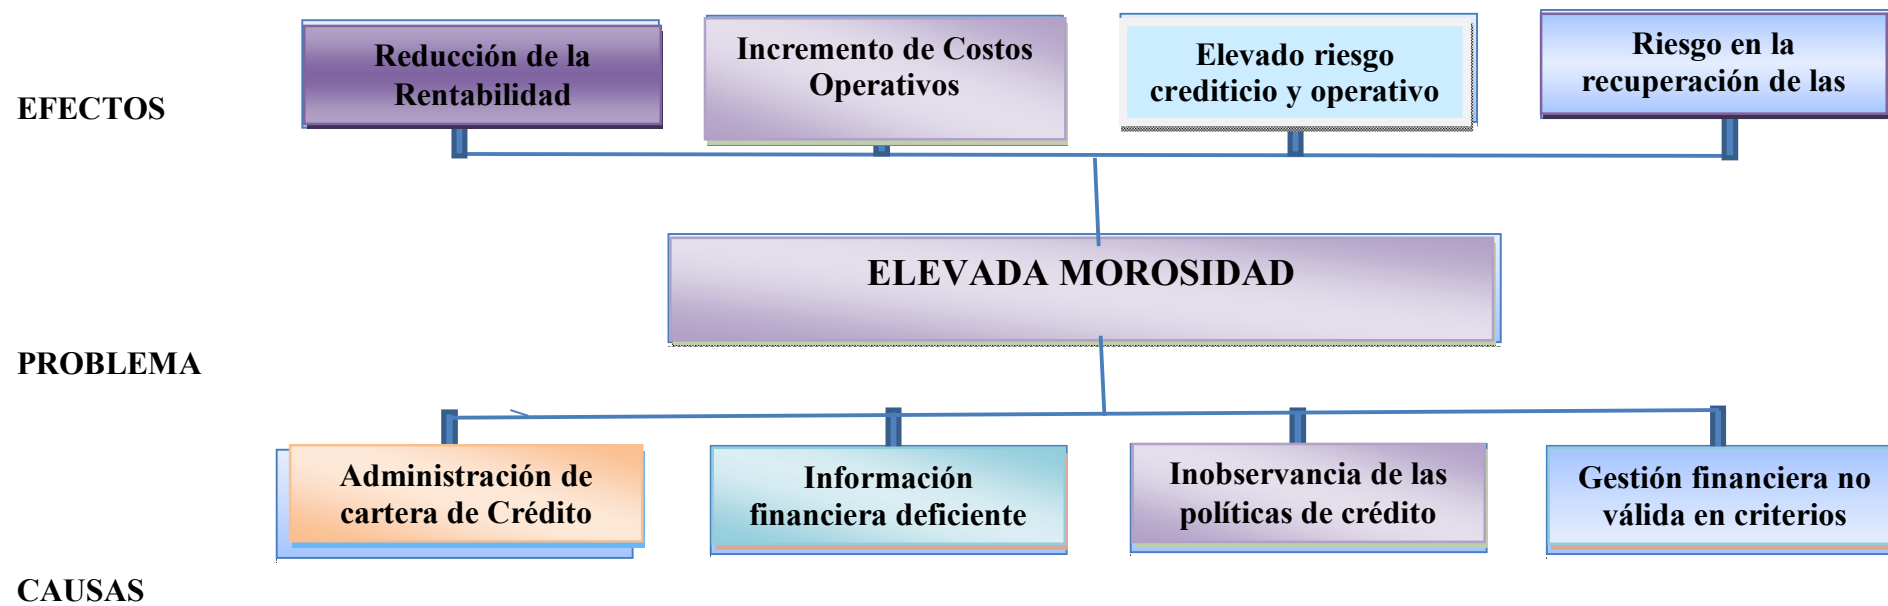 EFECTOS
Reducción de la
Rentabilidad
Incremento de Costos
Operativos
Elevado riesgo
crediticio y operativo
Riesgo en la
recuperación de las
PROBLEMA
ELEVADA MOROSIDAD
CAUSAS
Administración de
cartera de Crédito
Información
financiera deficiente
Inobservancia de las
políticas de crédito
Gestión financiera no
válida en criterios